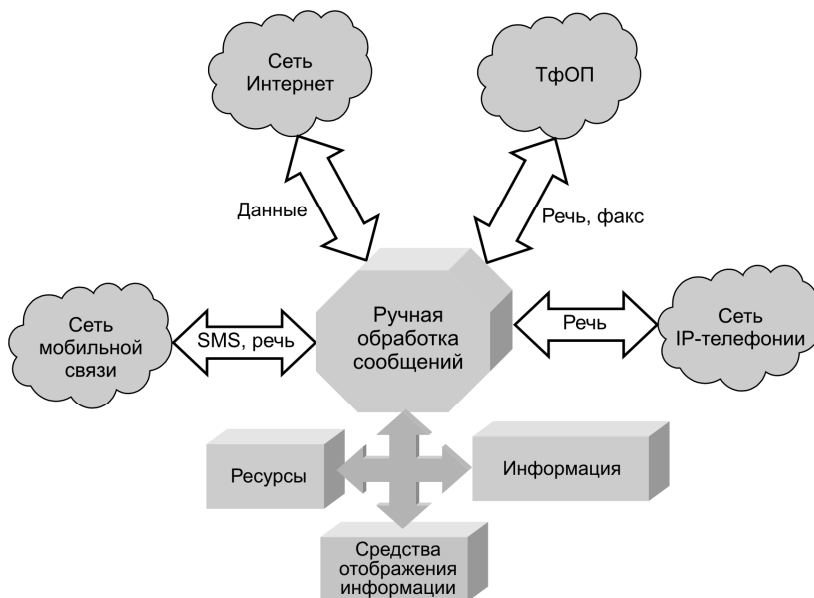 Сеть
Интернет
ТфОП
Данные
Речь, факс
Сеть
мобильной
связи
SMS, речь
Ручная
обработка
сообщений
Речь
Сеть
IP-телефонии
Ресурсы
Информация
Средства
отображения
информации